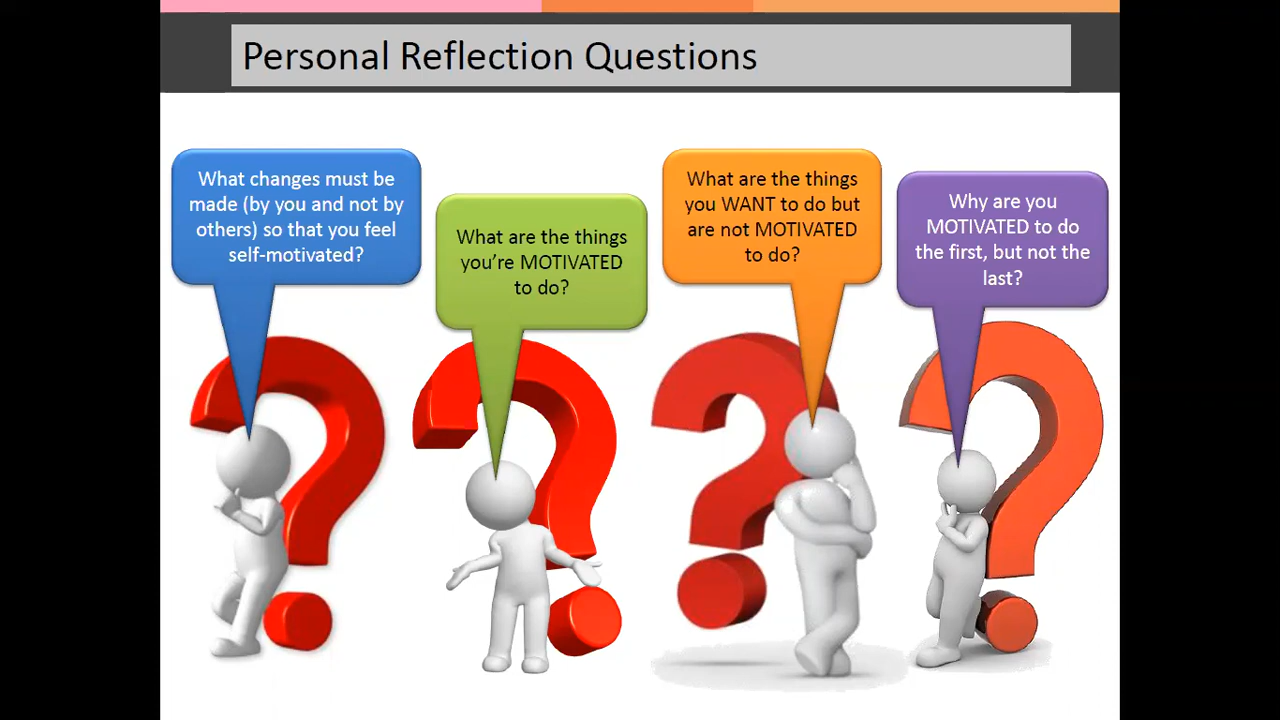 Personal Reflection Questions
What changes must be
made (by you and not by
others) so that you feel
self-motivated?
What are the things
you're MOTIVATED
to do?
What are the things
you WANT to do but
are not MOTIVATED
to do?
Why are you
MOTIVATED to do
the first, but not the
last?